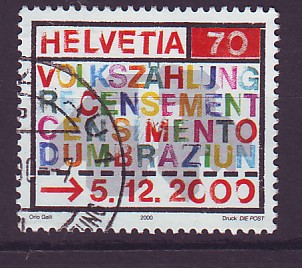 HELVETIA 70
VOLKSZÄHLUNG
RECENSEMENT
CENSIMENTO
DUMBRAZIUN
→ 5.12.2000
Orio Galli 2000 Druck DIE POST